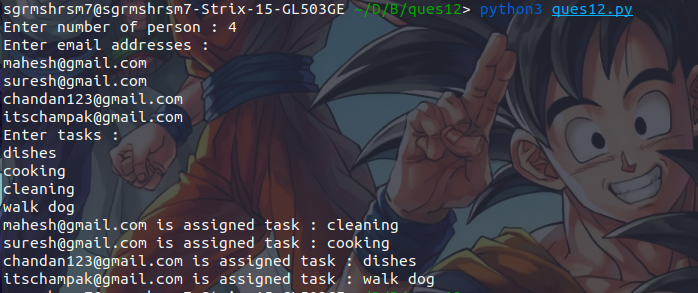 sgrmshrsm7@sgrmshrsm7-Strix-15-GL503GE ~/D/B/ques12> python3 ques12.py
Enter number of person : 4
Enter email addresses :
mahesh@gmail.com
suresh@gmail.com
chandan123@gmail.com
itschampak@gmail.com
Enter tasks :
dishes
cooking
cleaning
walk dog
mahesh@gmail.com is assigned task : cleaning
suresh@gmail.com is assigned task : cooking
chandan123@gmail.com is assigned task : dishes
itschampak@gmail.com is assigned task : walk dog